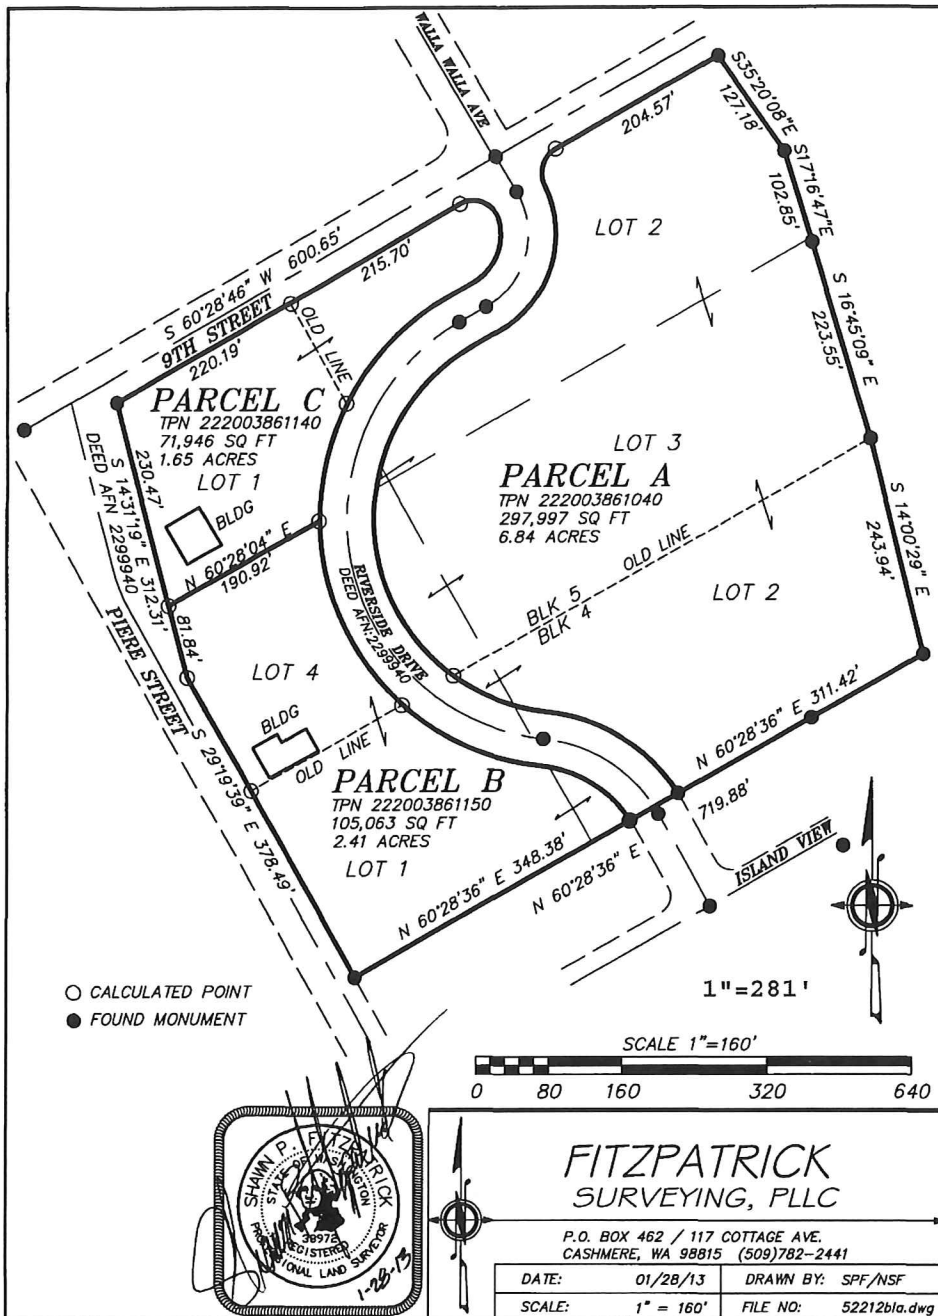 WALLA WALLA AVE
204.57'
S35°20'08"E
127.18'
S17°16'47"E
102.85'
LOT 2
S 60°28'46" W 600.65'
9TH STREET
215.70'
220.19'
OLD LINE
S 16°45'09" E
223.55'
PARCEL C
TPN 222003861140
71,946 SQ FT
1.65 ACRES
LOT 1
BLDG
DEED AFN 2299940
S 14°31'19" E 312.31'
230.47'
81.84'
N 60°28'04" E
190.92'
LOT 3
PARCEL A
TPN 222003861040
297,997 SQ FT
6.84 ACRES
OLD LINE
BLK 5
BLK 4
LOT 2
S 14°00'29" E
243.94'
RIVERSIDE DRIVE
DEED AFN:2299940
PIERE STREET
LOT 4
BLDG
OLD LINE
S 29°19'39" E 378.49'
PARCEL B
TPN 222003861150
105,063 SQ FT
2.41 ACRES
LOT 1
N 60°28'36" E 311.42'
N 60°28'36" E 348.38'
N 60°28'36" E
719.88'
ISLAND VIEW
CALCULATED POINT
FOUND MONUMENT
1"=281'
SCALE 1"=160'
0 80 160 320 640
SHAWN P. FITZPATRICK
STATE OF WASHINGTON
38972
REGISTERED
PROFESSIONAL LAND SURVEYOR
1-28-13
FITZPATRICK
SURVEYING, PLLC
P.O. BOX 462 / 117 COTTAGE AVE.
CASHMERE, WA 98815 (509)782-2441
DATE: 01/28/13 DRAWN BY: SPF/NSF
SCALE: 1" = 160' FILE NO: 52212bla.dwg